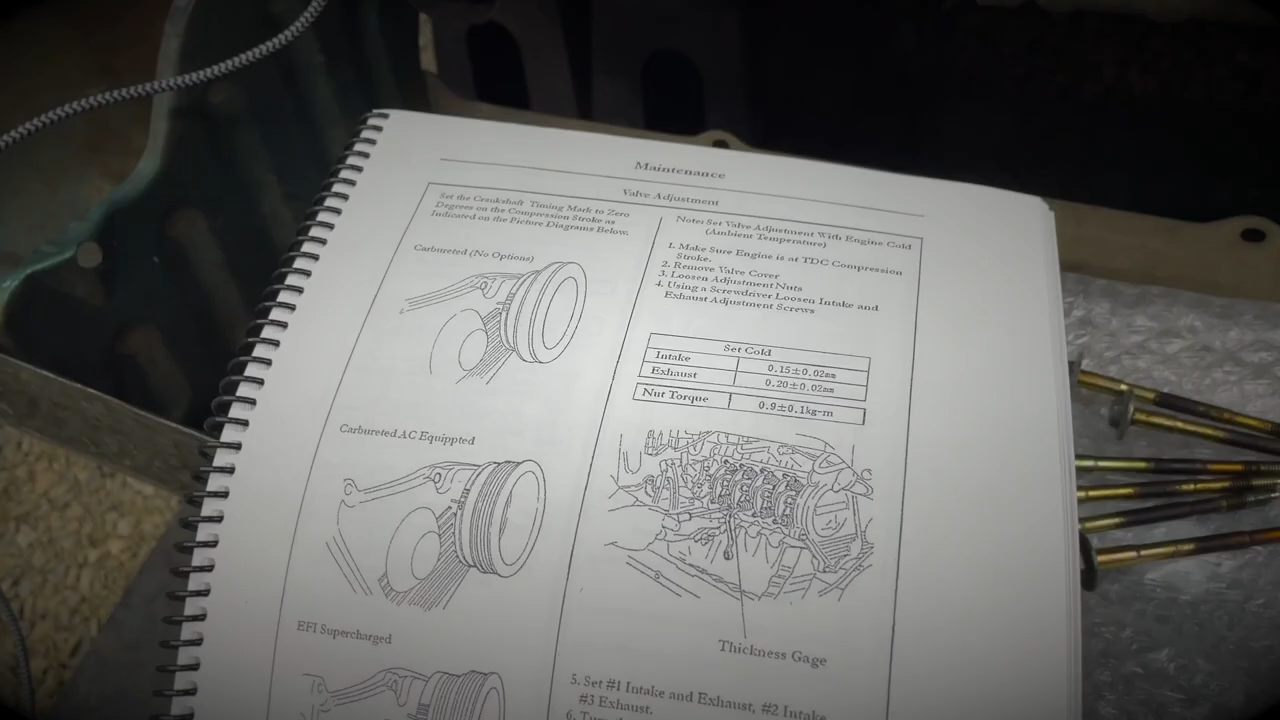 Maintenance
Valve Adjustment
Set the Crankshaft Timing Mark to Zero
Degrees on the Compression Stroke as
Indicated on the Picture Diagrams Below.
Carbureted (No Options)
Carbureted AC Equippted
EFI Supercharged
Note: Set Valve Adjustment With Engine Cold
(Ambient Temperature)
1. Make Sure Engine is at TDC Compression
Stroke.
2. Remove Valve Cover
3. Loosen Adjustment Nuts
4. Using a Screwdriver Loosen Intake and
Exhaust Adjustment Screws
Set Cold
Intake 0.15±0.02mm
Exhaust 0.20±0.02mm
Nut Torque 0.9±0.1kg-m
Thickness Gage
5. Set #1 Intake and Exhaust, #2 Intake
#3 Exhaust.
6.